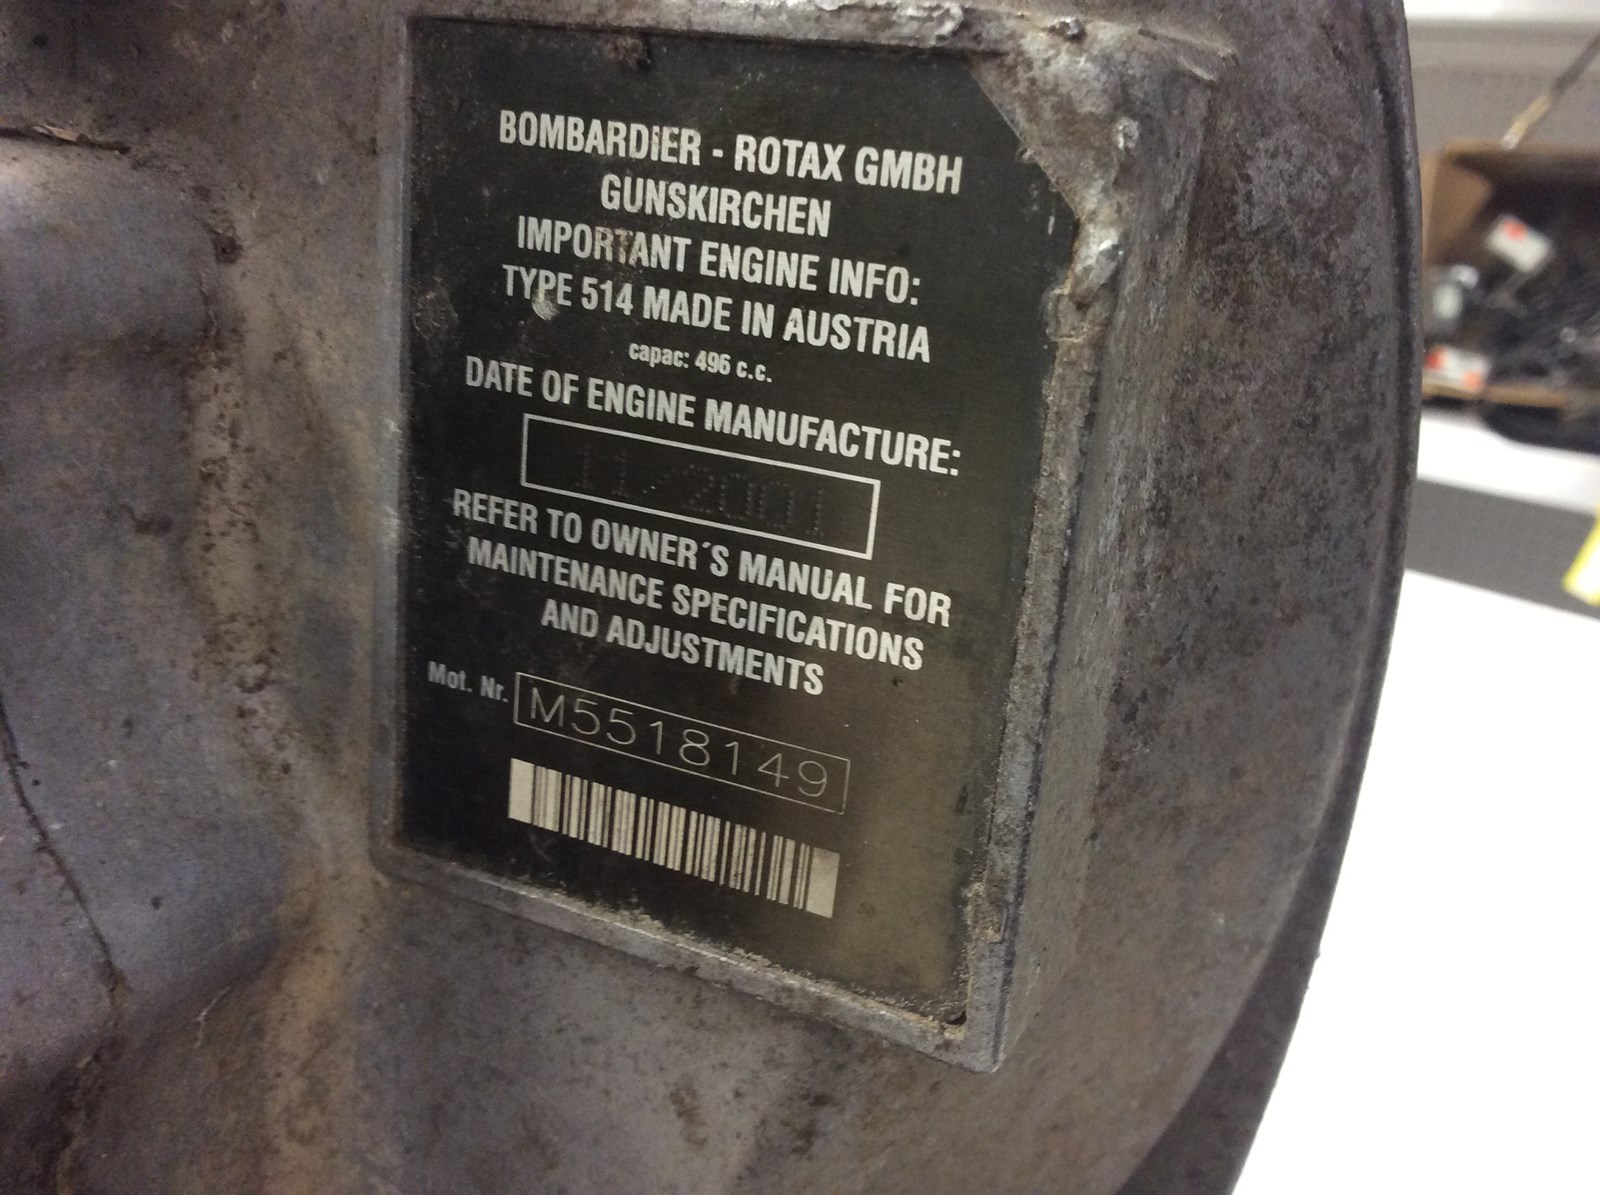 BOMBARDIER - ROTAX GMBH
GUNSKIRCHEN
IMPORTANT ENGINE INFO:
TYPE 514 MADE IN AUSTRIA
capac: 496 c.c.
DATE OF ENGINE MANUFACTURE:
11/2001
REFER TO OWNER´S MANUAL FOR
MAINTENANCE SPECIFICATIONS
AND ADJUSTMENTS
Mot. Nr. M5518149